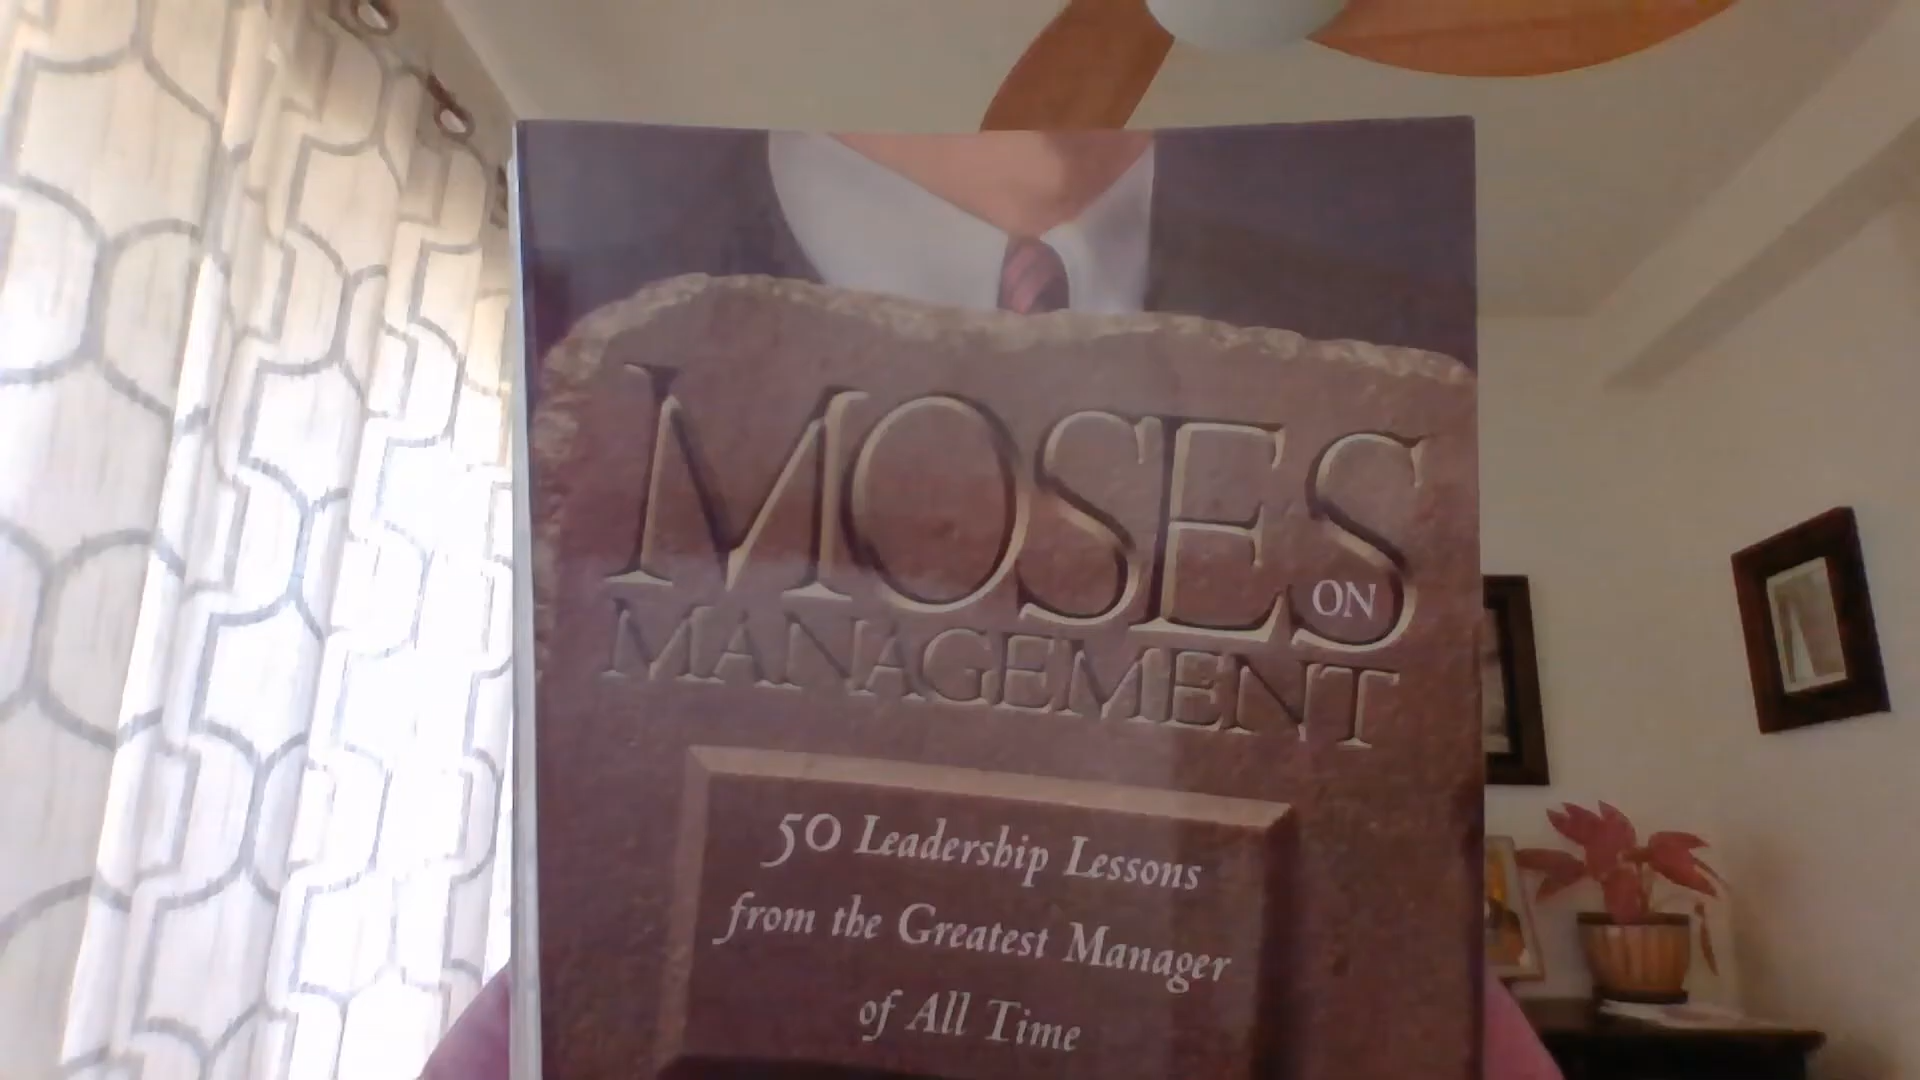 MOSES
ON
MANAGEMENT
50 Leadership Lessons
from the Greatest Manager
of All Time